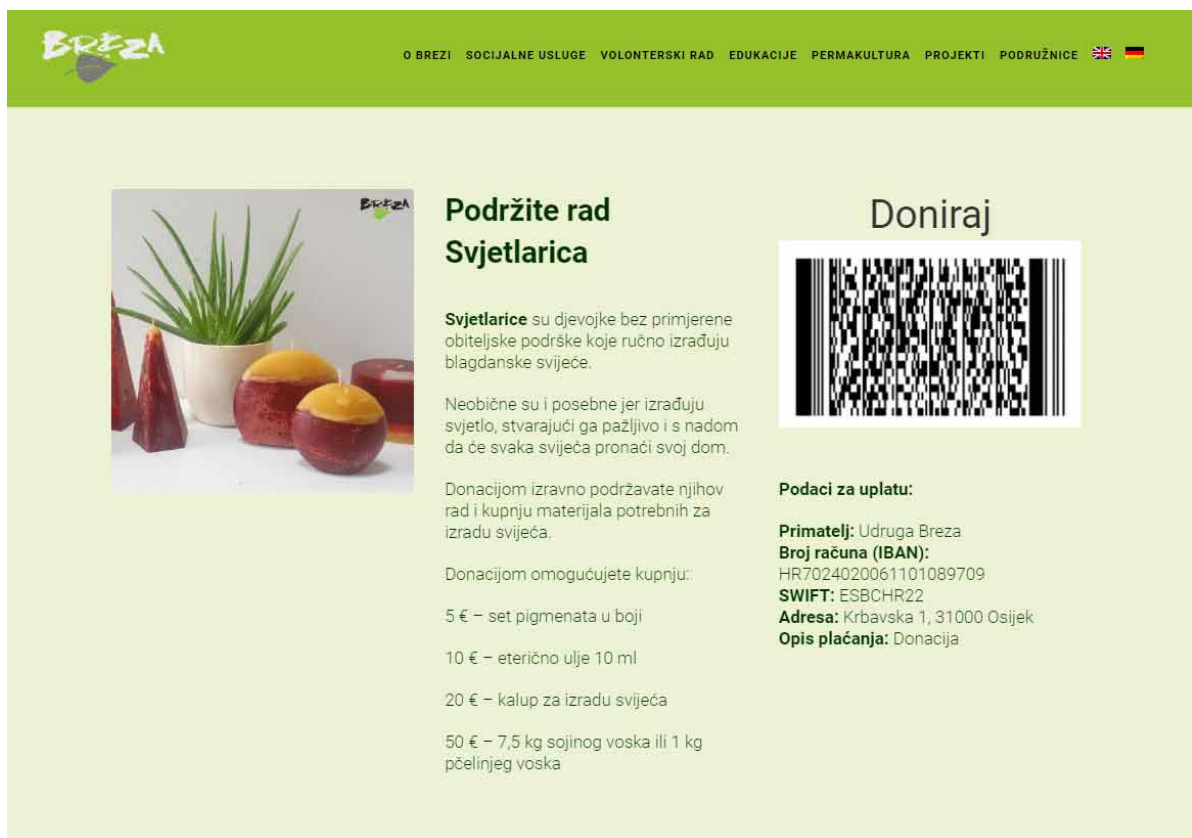 BREZA
O BREZI SOCIJALNE USLUGE VOLONTERSKI RAD EDUKACIJE PERMAKULTURA PROJEKTI PODRUŽNICE
BREZA
Podržite rad
Svjetlarica
Svjetlarice su djevojke bez primjerene
obiteljske podrške koje ručno izrađuju
blagdanske svijeće.
Neobične su i posebne jer izrađuju
svjetlo, stvarajući ga pažljivo i s nadom
da će svaka svijeća pronaći svoj dom.
Donacijom izravno podržavate njihov
rad i kupnju materijala potrebnih za
izradu svijeća.
Donacijom omogućujete kupnju:
5 € – set pigmenata u boji
10 € – eterično ulje 10 ml
20 € – kalup za izradu svijeća
50 € – 7,5 kg sojinog voska ili 1 kg
pčelinjeg voska
Doniraj
Podaci za uplatu:
Primatelj: Udruga Breza
Broj računa (IBAN):
HR7024020061101089709
SWIFT: ESBCHR22
Adresa: Krbavska 1, 31000 Osijek
Opis plaćanja: Donacija